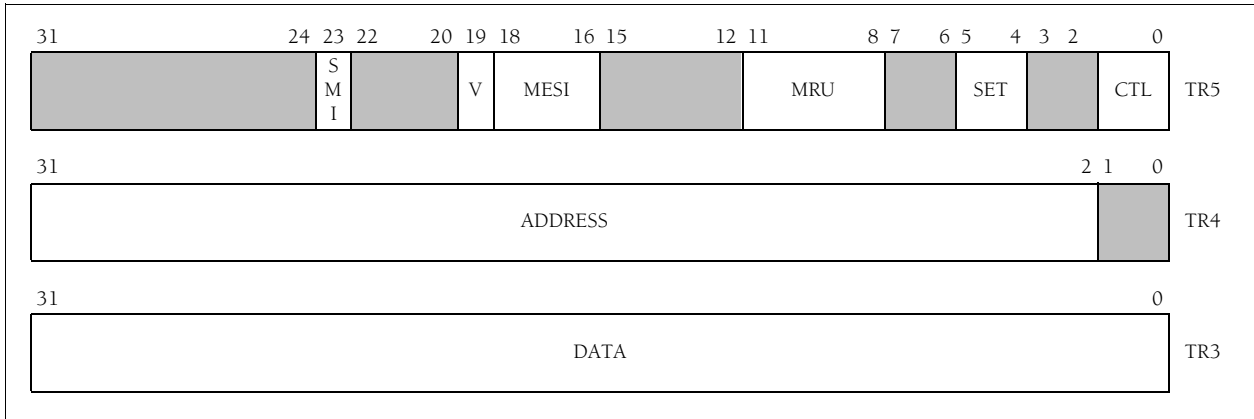 31 24 23 22 20 19 18 16 15 12 11 8 7 6 5 4 3 2 0
S
M
I
V MESI MRU SET CTL TR5
31 2 1 0
ADDRESS TR4
31 0
DATA TR3